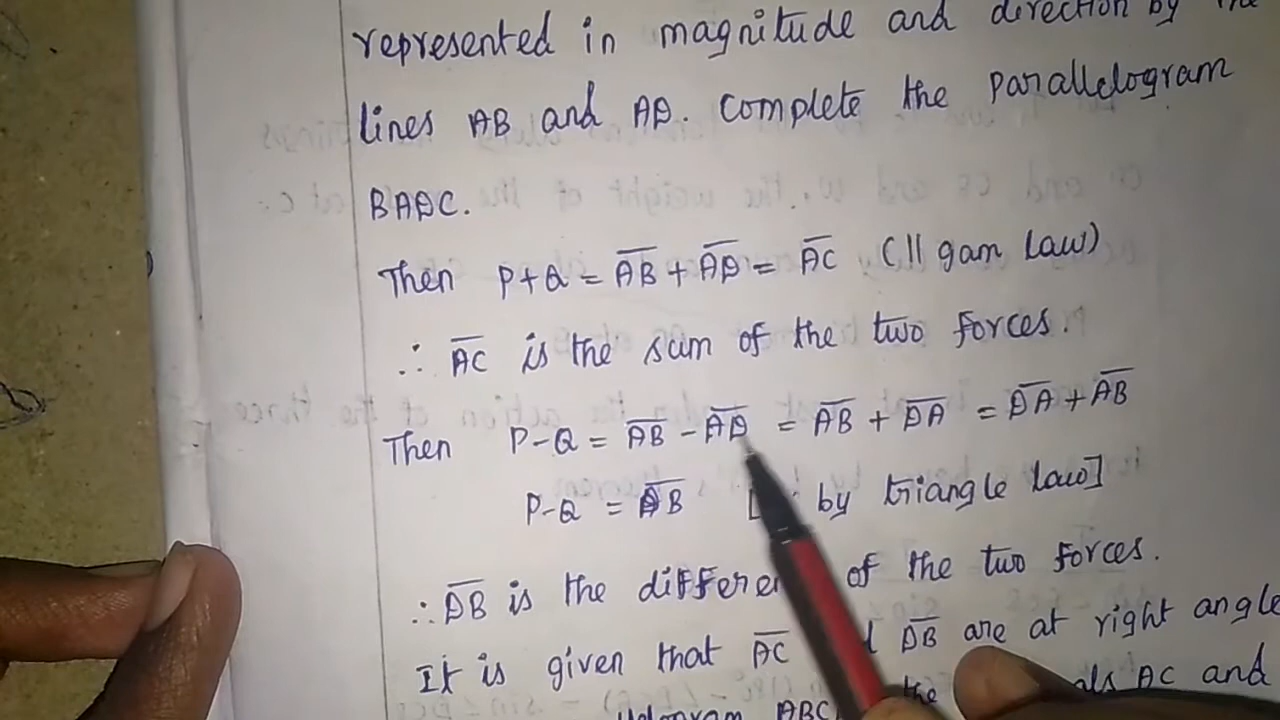 represented in magnitude and direction by the
lines AB and AD. Complete the parallelogram
BADC.
Then P+Q = AB + AD = AC (|| gam law)
∴ AC is the sum of the two forces.
Then P-Q = AB - AD = AB + DA = DA + AB
P-Q = DB [ by triangle law]
∴ DB is the of the two forces.
It is given that AC DB are at right angle
the AC and